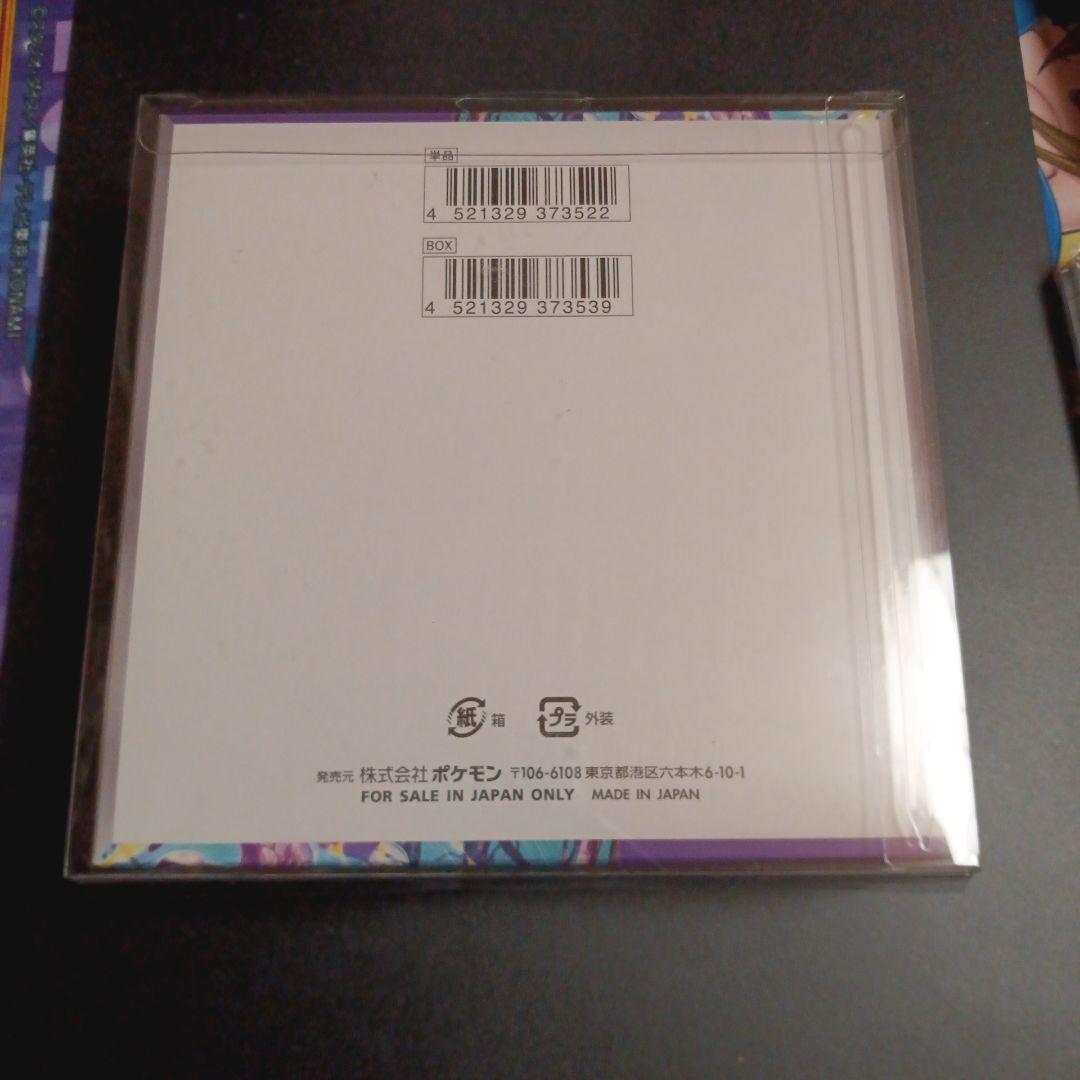 単品
4 521329 373522
BOX
4 521329 373539
紙 箱 プラ 外装
発売元 株式会社ポケモン 〒106-6108 東京都港区六本木6-10-1
FOR SALE IN JAPAN ONLY MADE IN JAPAN
KONAMI